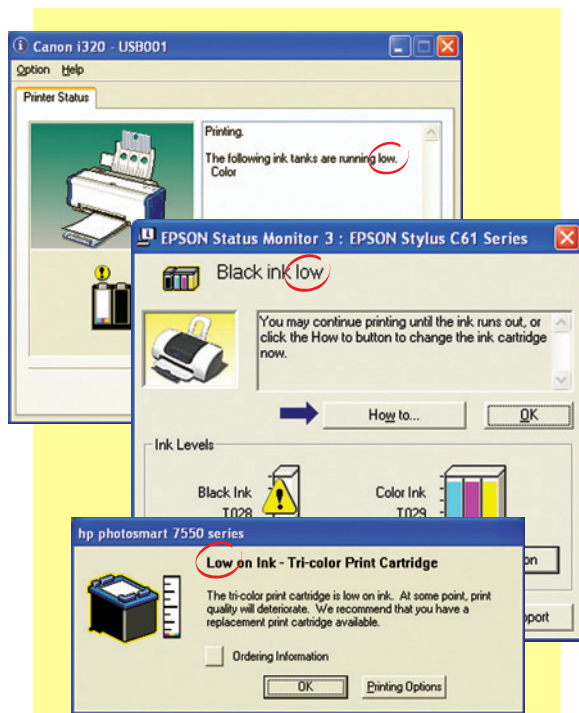 Canon i320 - USB001
Option Help
Printer Status
Printing.
The following ink tanks are running low.
Color
EPSON Status Monitor 3 : EPSON Stylus C61 Series
Black ink low
You may continue printing until the ink runs out, or
click the How to button to change the ink cartridge
now.
How to...
OK
Ink Levels
Black Ink
T028
Color Ink
T029
on
pport
hp photosmart 7550 series
Low on Ink - Tri-color Print Cartridge
The tri-color print cartridge is low on ink. At some point, print
quality will deteriorate. We recommend that you have a
replacement print cartridge available.
Ordering Information
OK
Printing Options